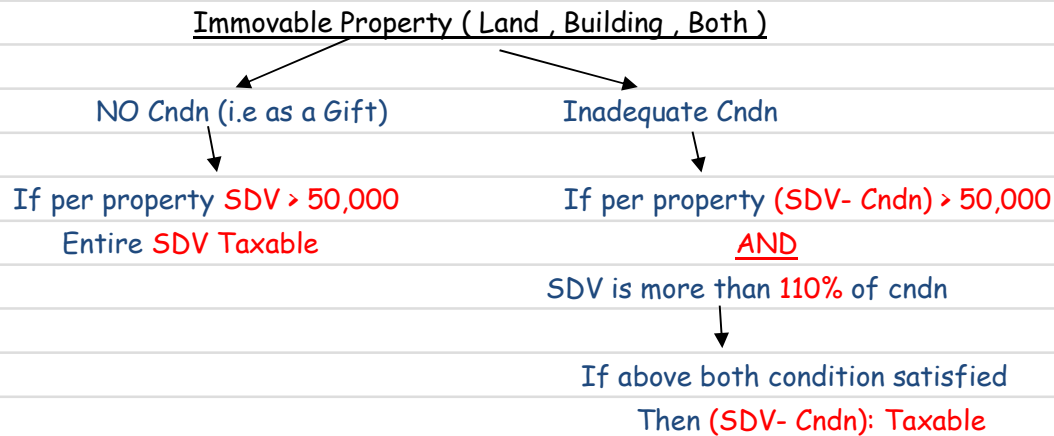 Immovable Property ( Land , Building , Both )
NO Cndn (i.e as a Gift)
If per property SDV > 50,000
Entire SDV Taxable
Inadequate Cndn
If per property (SDV- Cndn) > 50,000
AND
SDV is more than 110% of cndn
If above both condition satisfied
Then (SDV- Cndn): Taxable